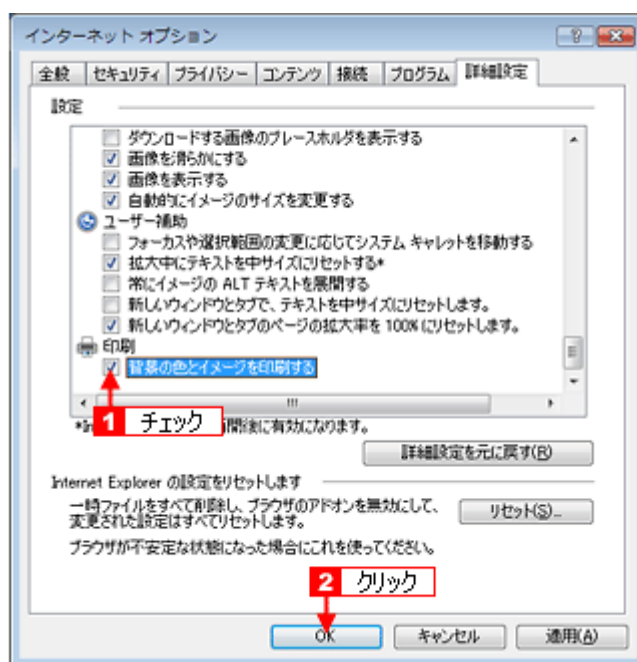 インターネット オプション
全般 セキュリティ プライバシー コンテンツ 接続 プログラム 詳細設定
設定
ダウンロードする画像のプレースホルダを表示する
画像を滑らかにする
画像を表示する
自動的にイメージのサイズを変更する
ユーザー補助
フォーカスや選択範囲の変更に応じてシステム キャレットを移動する
拡大中にテキストを中サイズにリセットする*
常にイメージの ALT テキストを展開する
新しいウィンドウとタブで、テキストを中サイズにリセットします。
新しいウィンドウとタブのページの拡大率を 100% にリセットします。
印刷
背景の色とイメージを印刷する
1 チェック
開後に有効になります。
詳細設定を元に戻す(R)
Internet Explorer の設定をリセットします
一時ファイルをすべて削除し、ブラウザのアドオンを無効にして、
変更された設定はすべてリセットします。
リセット(S)...
ブラウザが不安定な状態になった場合にこれを使ってください。
2 クリック
OK キャンセル 適用(A)